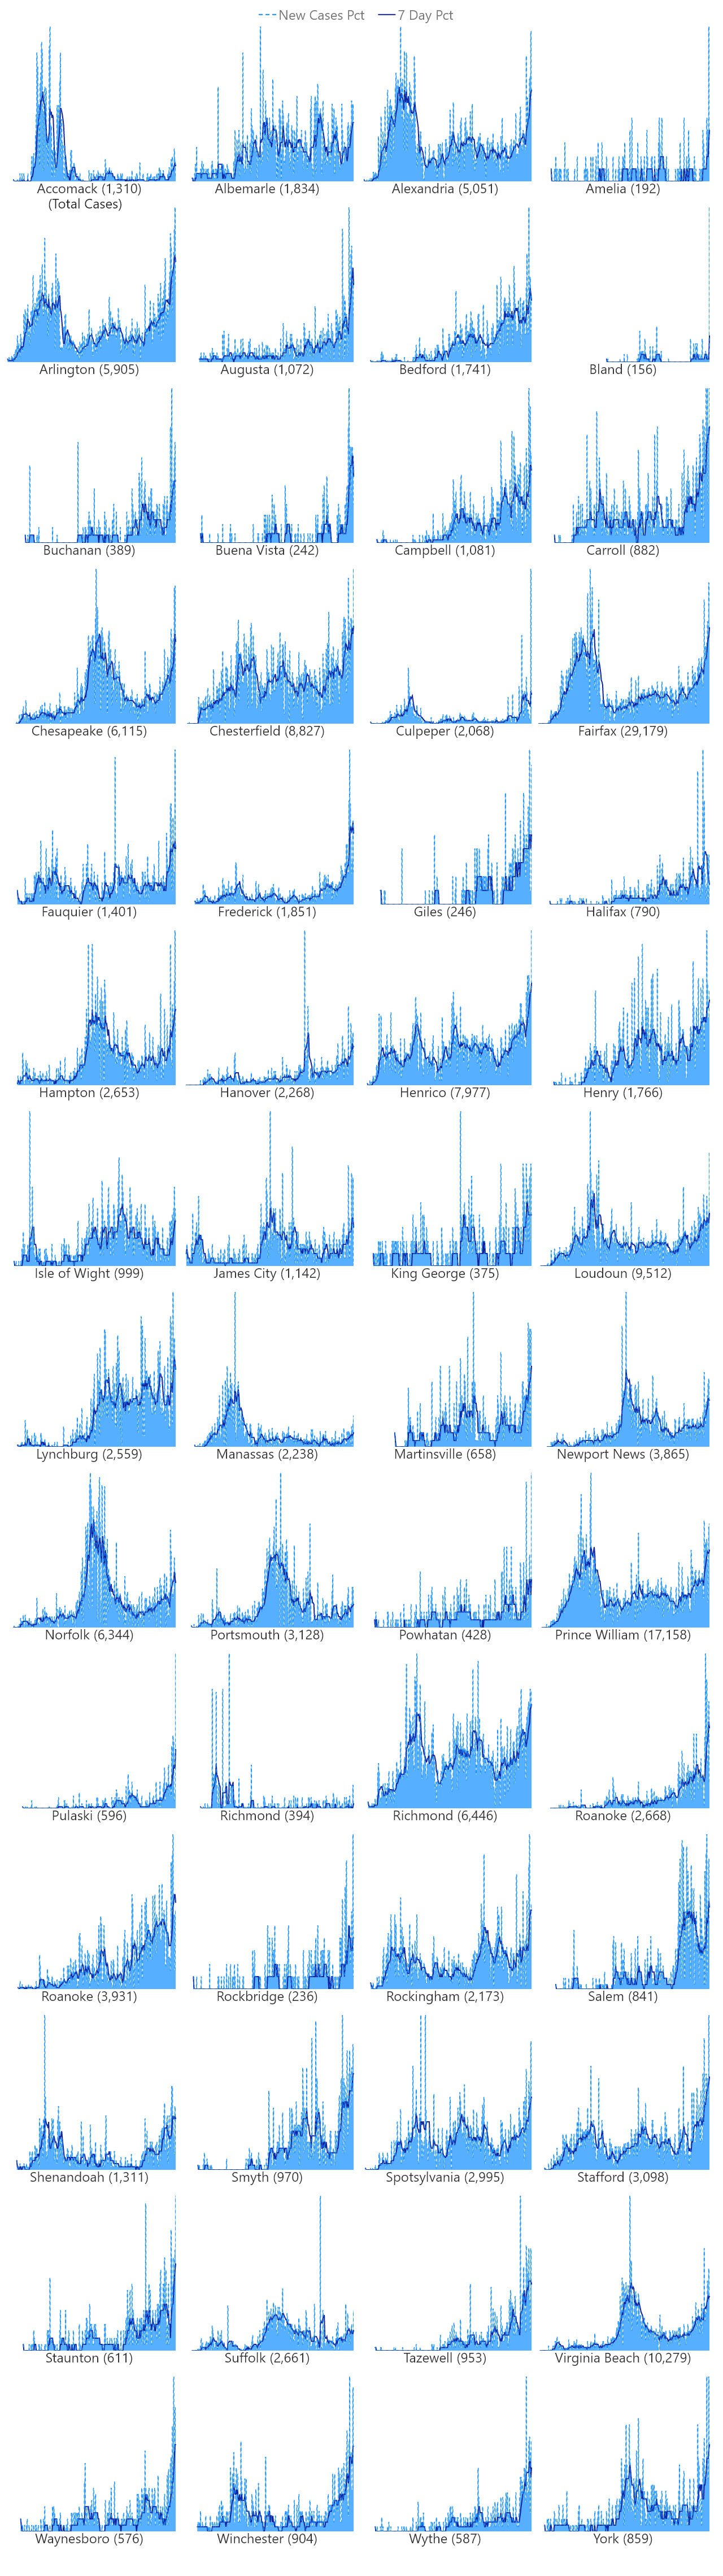 New Cases Pct 7 Day Pct
Accomack (1,310) Albemarle (1,834) Alexandria (5,051) Amelia (192)
(Total Cases)
Arlington (5,905) Augusta (1,072) Bedford (1,741) Bland (156)
Buchanan (389) Buena Vista (242) Campbell (1,081) Carroll (882)
Chesapeake (6,115) Chesterfield (8,827) Culpeper (2,068) Fairfax (29,179)
Fauquier (1,401) Frederick (1,851) Giles (246) Halifax (790)
Hampton (2,653) Hanover (2,268) Henrico (7,977) Henry (1,766)
Isle of Wight (999) James City (1,142) King George (375) Loudoun (9,512)
Lynchburg (2,559) Manassas (2,238) Martinsville (658) Newport News (3,865)
Norfolk (6,344) Portsmouth (3,128) Powhatan (428) Prince William (17,158)
Pulaski (596) Richmond (394) Richmond (6,446) Roanoke (2,668)
Roanoke (3,931) Rockbridge (236) Rockingham (2,173) Salem (841)
Shenandoah (1,311) Smyth (970) Spotsylvania (2,995) Stafford (3,098)
Staunton (611) Suffolk (2,661) Tazewell (953) Virginia Beach (10,279)
Waynesboro (576) Winchester (904) Wythe (587) York (859)